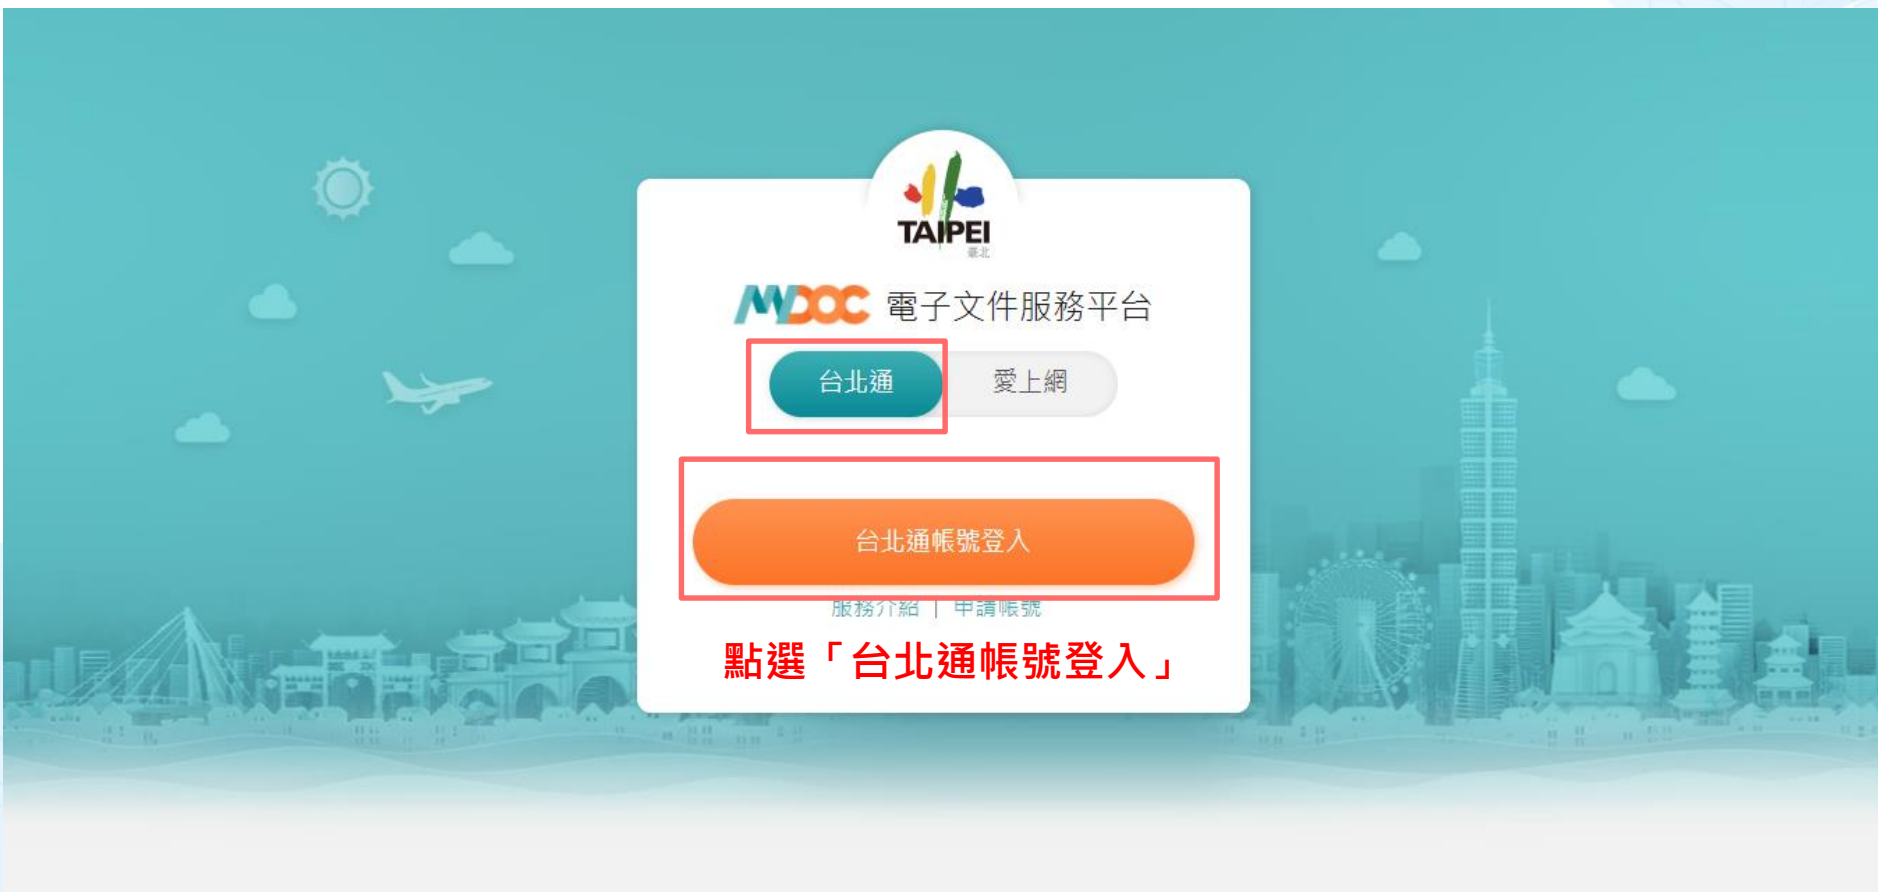 TAIPEI
臺北
MYDOC 電子文件服務平台
台北通 愛上網
台北通帳號登入
服務介紹 | 申請帳號
點選「台北通帳號登入」